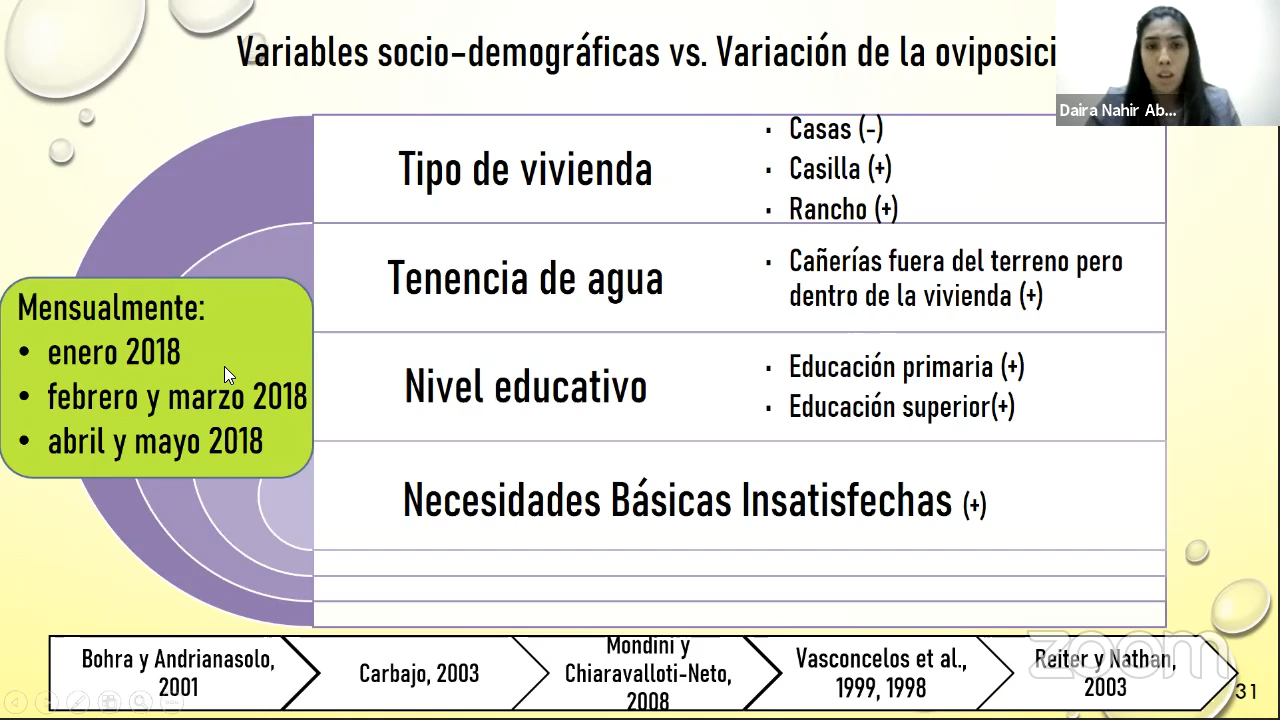 Variables socio-demográficas vs. Variación de la oviposici
Daira Nahir Ab...
Tipo de vivienda
· Casas (-)
· Casilla (+)
· Rancho (+)
Tenencia de agua
· Cañerías fuera del terreno pero
dentro de la vivienda (+)
Mensualmente:
• enero 2018
• febrero y marzo 2018
• abril y mayo 2018
Nivel educativo
· Educación primaria (+)
· Educación superior(+)
Necesidades Básicas Insatisfechas (+)
Bohra y Andrianasolo,
2001
Carbajo, 2003
Mondini y
Chiaravalloti-Neto,
2008
Vasconcelos et al.,
1999, 1998
Reiter y Nathan,
2003
zoom
31